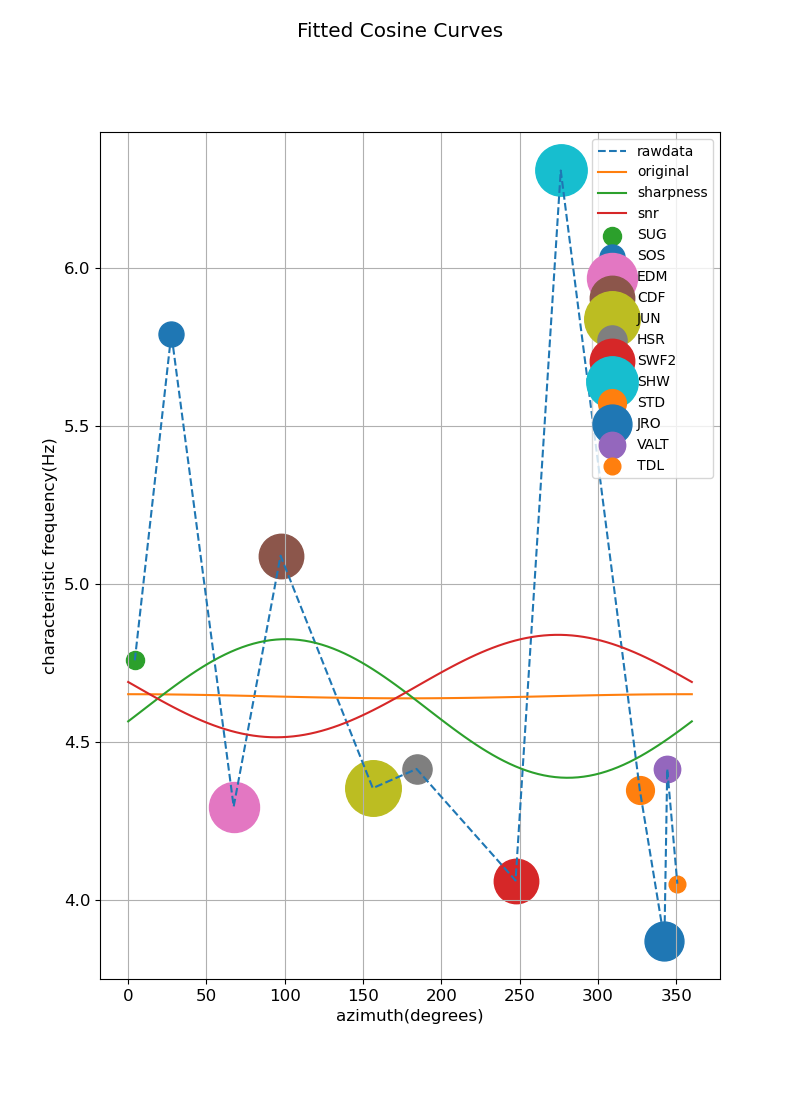 Fitted Cosine Curves
rawdata
original
sharpness
snr
SUG
SOS
EDM
CDF
JUN
HSR
SWF2
SHW
STD
JRO
VALT
TDL
6.0
5.5
5.0
4.5
4.0
characteristic frequency(Hz)
0 50 100 150 200 250 300 350
azimuth(degrees)